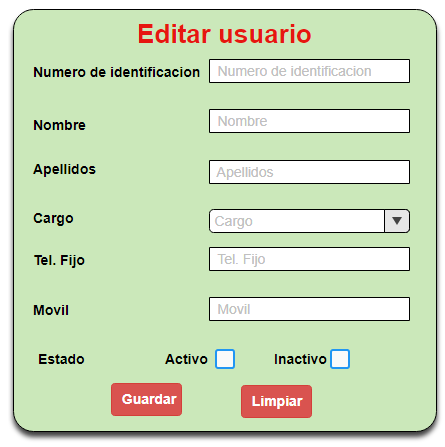 Editar usuario
Numero de identificacion Numero de identificacion
Nombre Nombre
Apellidos Apellidos
Cargo Cargo
Tel. Fijo Tel. Fijo
Movil Movil
Estado Activo Inactivo
Guardar Limpiar